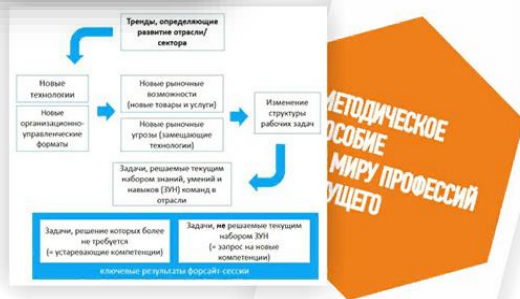 Тренды, определяющие
развитие отрасли/
сектора
Новые
технологии
Новые
организационно-
управленческие
форматы
Новые рыночные
возможности
(новые товары и услуги)
Новые рыночные
угрозы (замещающие
технологии)
Изменение
структуры
рабочих задач
Задачи, решаемые текущим
набором знаний, умений и
навыков (ЗУН) команд в
отрасли
Задачи, решение которых более
не требуется
(= устаревающие компетенции)
Задачи, не решаемые текущим
набором ЗУН
(= запрос на новые
компетенции)
ключевые результаты форсайт-сессии
МЕТОДИЧЕСКОЕ
ПОСОБИЕ
МИРУ ПРОФЕССИЙ